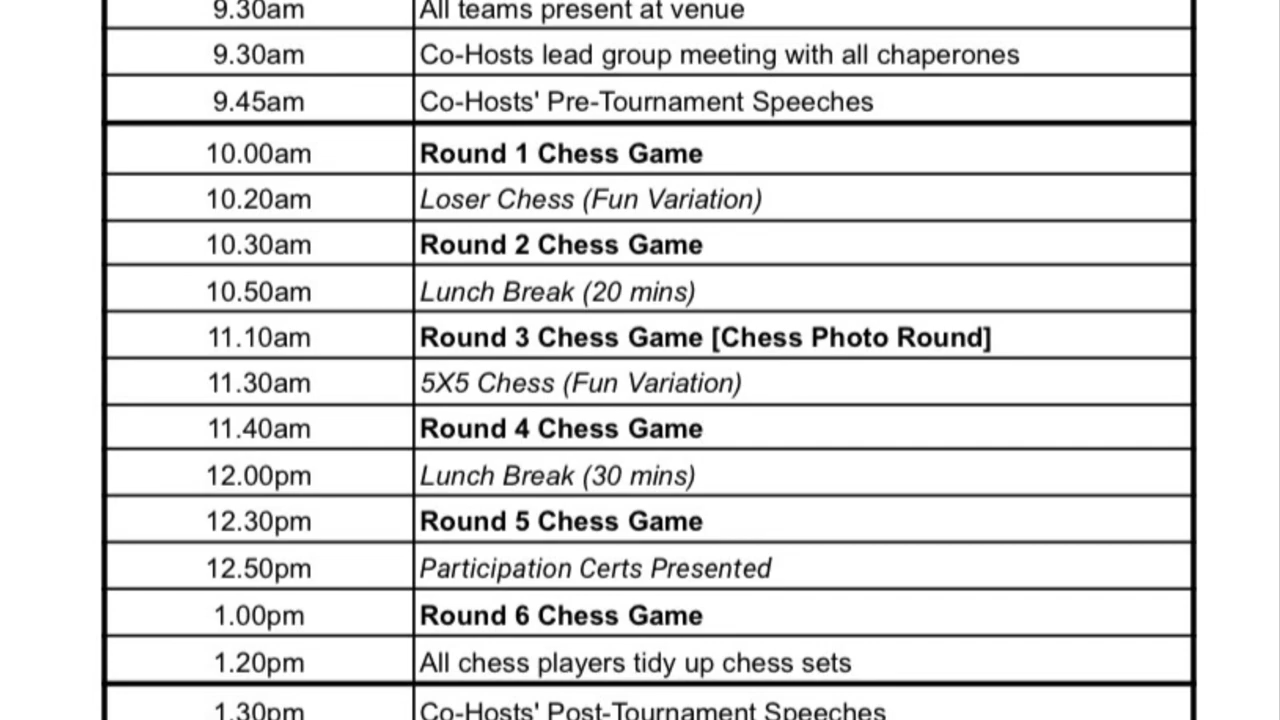 9.30am All teams present at venue
9.30am Co-Hosts lead group meeting with all chaperones
9.45am Co-Hosts' Pre-Tournament Speeches
10.00am Round 1 Chess Game
10.20am Loser Chess (Fun Variation)
10.30am Round 2 Chess Game
10.50am Lunch Break (20 mins)
11.10am Round 3 Chess Game [Chess Photo Round]
11.30am 5X5 Chess (Fun Variation)
11.40am Round 4 Chess Game
12.00pm Lunch Break (30 mins)
12.30pm Round 5 Chess Game
12.50pm Participation Certs Presented
1.00pm Round 6 Chess Game
1.20pm All chess players tidy up chess sets
1.30pm Co-Hosts' Post-Tournament Speeches